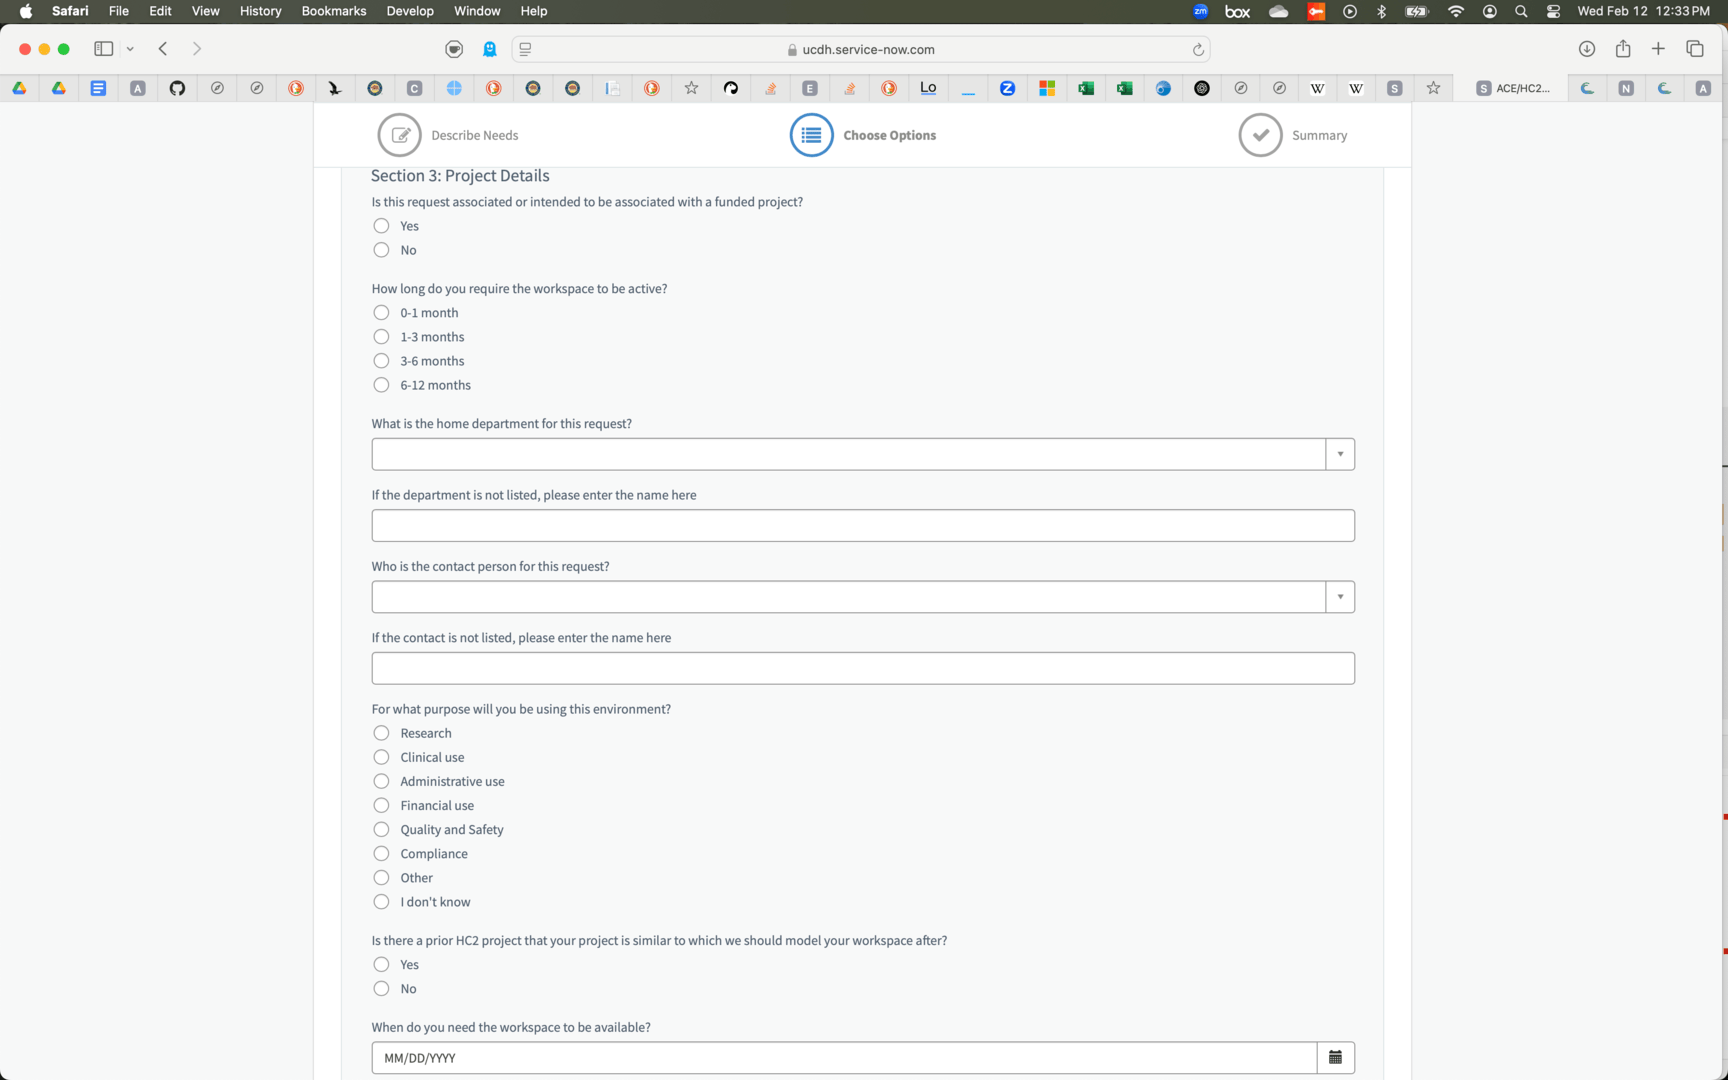 Safari File Edit View History Bookmarks Develop Window Help zm box Wed Feb 12 12:33 PM
ucdh.service-now.com
A C E Lo Z W W S S ACE/HC2... N A
Describe Needs Choose Options Summary
Section 3: Project Details
Is this request associated or intended to be associated with a funded project?
Yes
No
How long do you require the workspace to be active?
0-1 month
1-3 months
3-6 months
6-12 months
What is the home department for this request?
If the department is not listed, please enter the name here
Who is the contact person for this request?
If the contact is not listed, please enter the name here
For what purpose will you be using this environment?
Research
Clinical use
Administrative use
Financial use
Quality and Safety
Compliance
Other
I don't know
Is there a prior HC2 project that your project is similar to which we should model your workspace after?
Yes
No
When do you need the workspace to be available?
MM/DD/YYYY